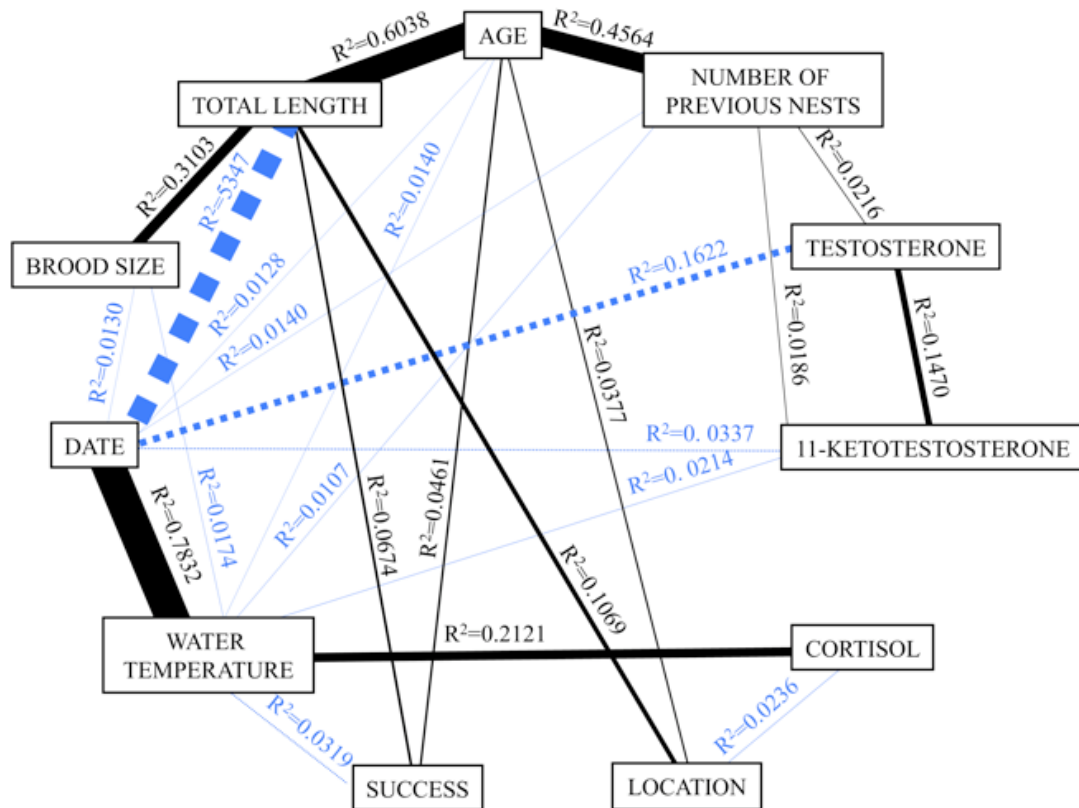 AGE
R²=0.6038
R²=0.4564
TOTAL LENGTH
NUMBER OF
PREVIOUS NESTS
R²=0.3103
R²=5347
R²=0.0140
R²=0.0216
BROOD SIZE
TESTOSTERONE
R²=0.0128
R²=0.1622
R²=0.0130
R²=0.0140
R²=0.0377
R²=0.0186
R²=0.1470
DATE
R²=0. 0337
11-KETOTESTOSTERONE
R²=0.7832
R²=0.0174
R²=0.0107
R²=0. 0214
R²=0.0674
R²=0.0461
R²=0.1069
WATER
TEMPERATURE
R²=0.2121
CORTISOL
R²=0.0319
R²=0.0236
SUCCESS
LOCATION